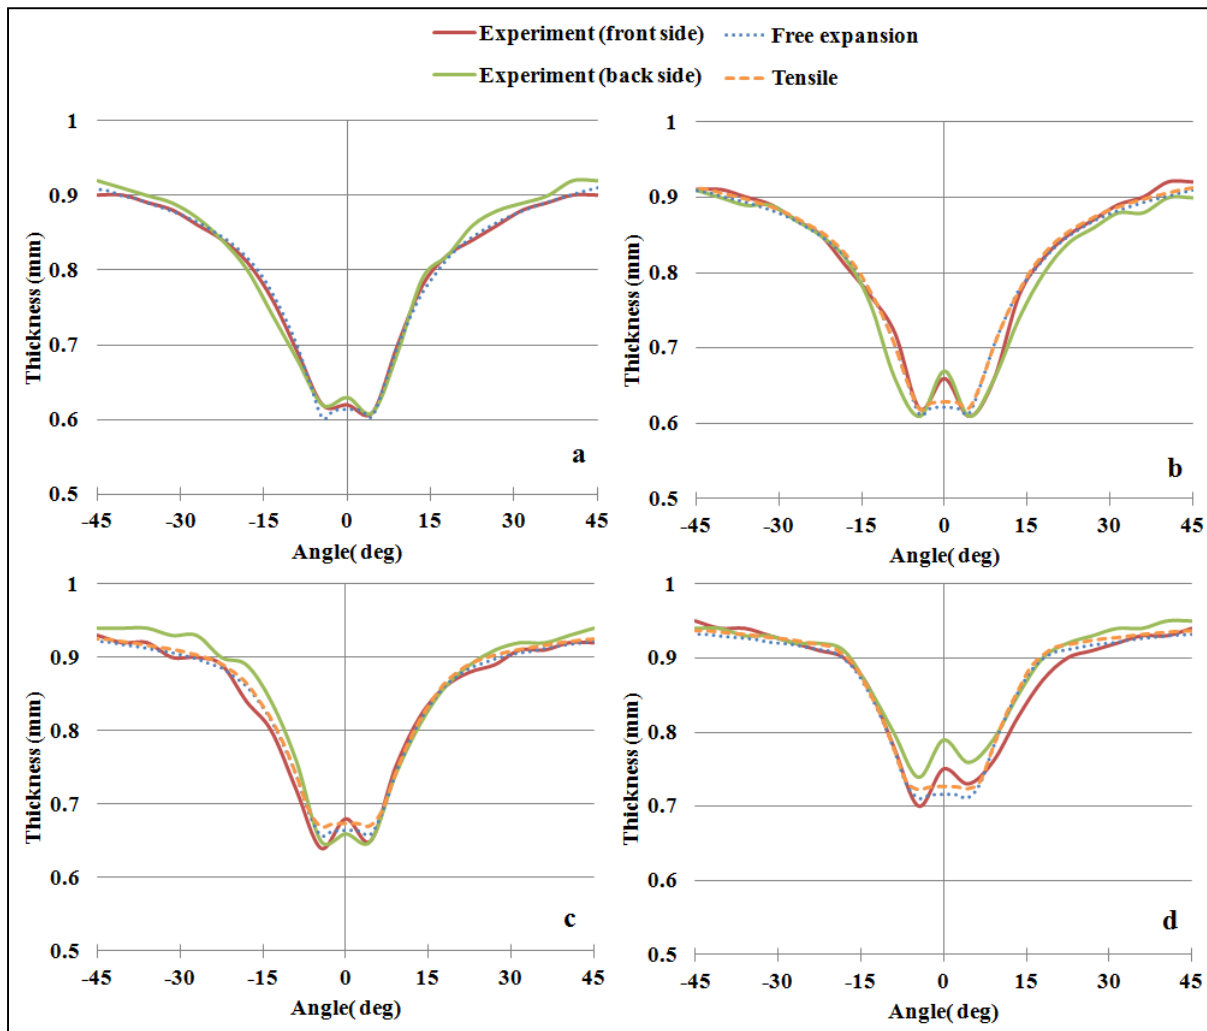 Experiment (front side) Free expansion
Experiment (back side) Tensile
1
0.9
0.8
0.7
0.6
0.5
Thickness (mm)
-45 -30 -15 0 15 30 45
Angle( deg)
a
1
0.9
0.8
0.7
0.6
0.5
Thickness (mm)
-45 -30 -15 0 15 30 45
Angle( deg)
b
1
0.9
0.8
0.7
0.6
0.5
Thickness (mm)
-45 -30 -15 0 15 30 45
Angle( deg)
c
1
0.9
0.8
0.7
0.6
0.5
Thickness (mm)
-45 -30 -15 0 15 30 45
Angle( deg)
d